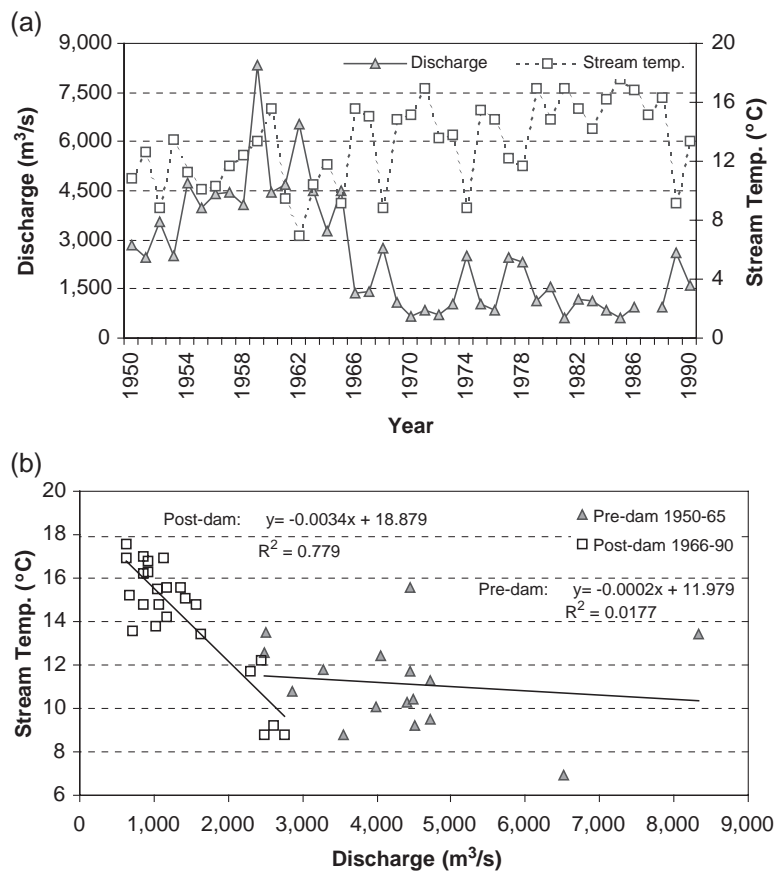 (a)
9,000
7,500
6,000
4,500
3,000
1,500
0
Discharge (m³/s)
Discharge
Stream temp.
20
16
12
8
4
0
Stream Temp. (°C)
1950
1954
1958
1962
1966
1970
1974
1978
1982
1986
1990
Year
(b)
20
18
16
14
12
10
8
6
Stream Temp. (°C)
Post-dam: y= -0.0034x + 18.879
R² = 0.779
Pre-dam 1950-65
Post-dam 1966-90
Pre-dam: y= -0.0002x + 11.979
R² = 0.0177
0
1,000
2,000
3,000
4,000
5,000
6,000
7,000
8,000
9,000
Discharge (m³/s)